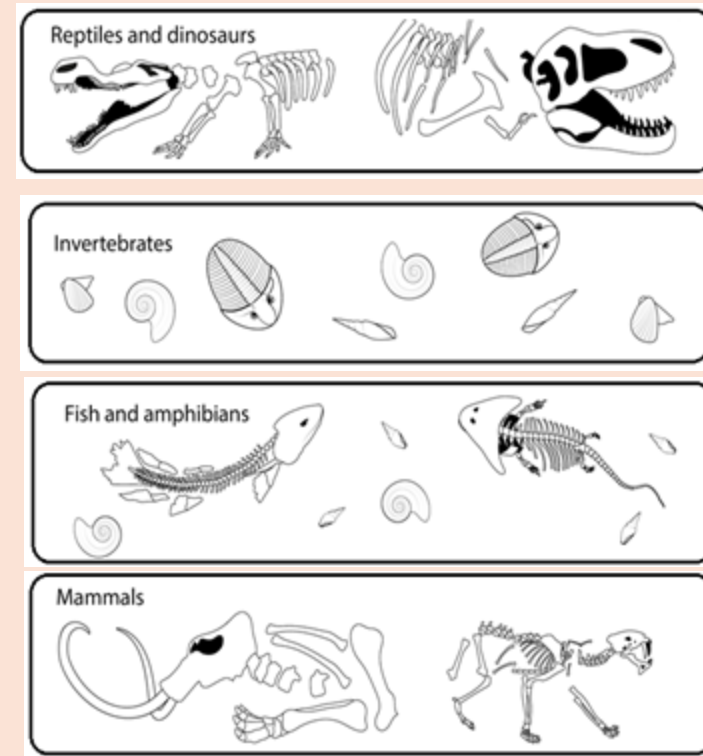 Reptiles and dinosaurs
Invertebrates
Fish and amphibians
Mammals